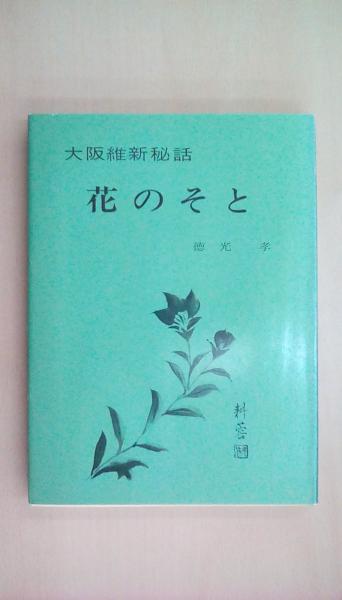 大阪維新秘話
花のそと
徳光 孝